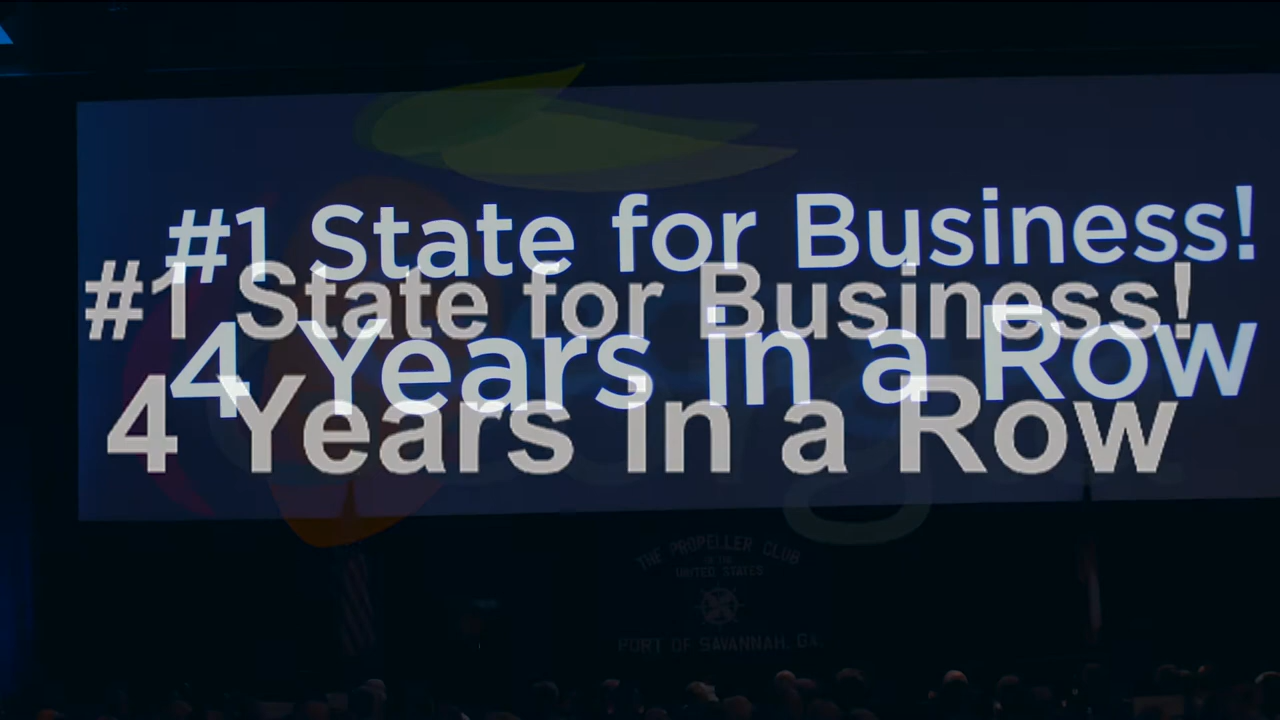 #1 State for Business!
#1 State for Business!
4 Years in a Row
4 Years in a Row
THE PROPELLER CLUB
UNITED STATES
PORT OF SAVANNAH, GA.